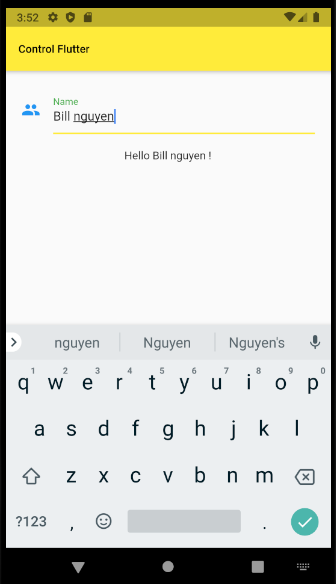 3:52
Control Flutter
Name
Bill nguyen
Hello Bill nguyen !
nguyen Nguyen Nguyen's
1 2 3 4 5 6 7 8 9 0
q w e r t y u i o p
a s d f g h j k l
z x c v b n m
?123 , .